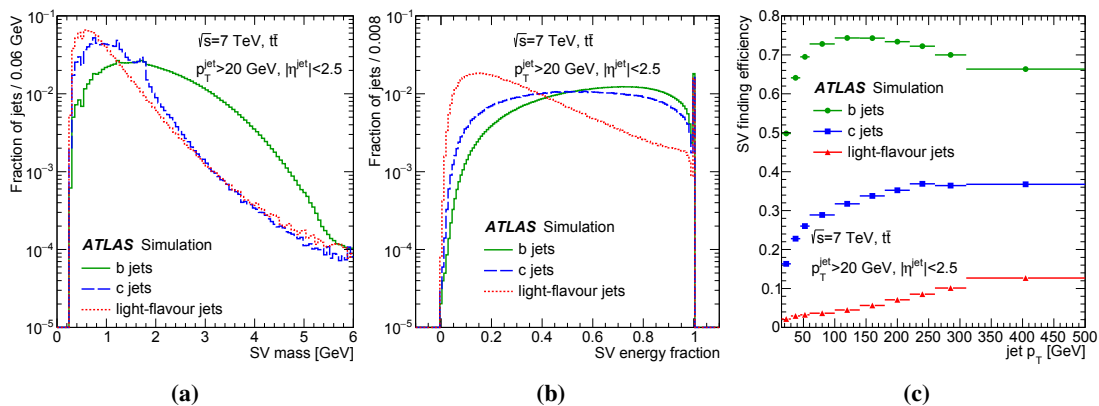 Fraction of jets / 0.06 GeV
10⁻¹
10⁻²
10⁻³
10⁻⁴
10⁻⁵
√s=7 TeV, tt̄
p_T^jet>20 GeV, |η^jet|<2.5
ATLAS Simulation
b jets
c jets
light-flavour jets
0 1 2 3 4 5 6
SV mass [GeV]
(a)
Fraction of jets / 0.008
10⁻¹
10⁻²
10⁻³
10⁻⁴
10⁻⁵
√s=7 TeV, tt̄
p_T^jet>20 GeV, |η^jet|<2.5
ATLAS Simulation
b jets
c jets
light-flavour jets
0 0.2 0.4 0.6 0.8 1
SV energy fraction
(b)
SV finding efficiency
0.8
0.7
0.6
0.5
0.4
0.3
0.2
0.1
0
ATLAS Simulation
b jets
c jets
light-flavour jets
√s=7 TeV, tt̄
p_T^jet>20 GeV, |η^jet|<2.5
50 100 150 200 250 300 350 400 450 500
jet p_T [GeV]
(c)